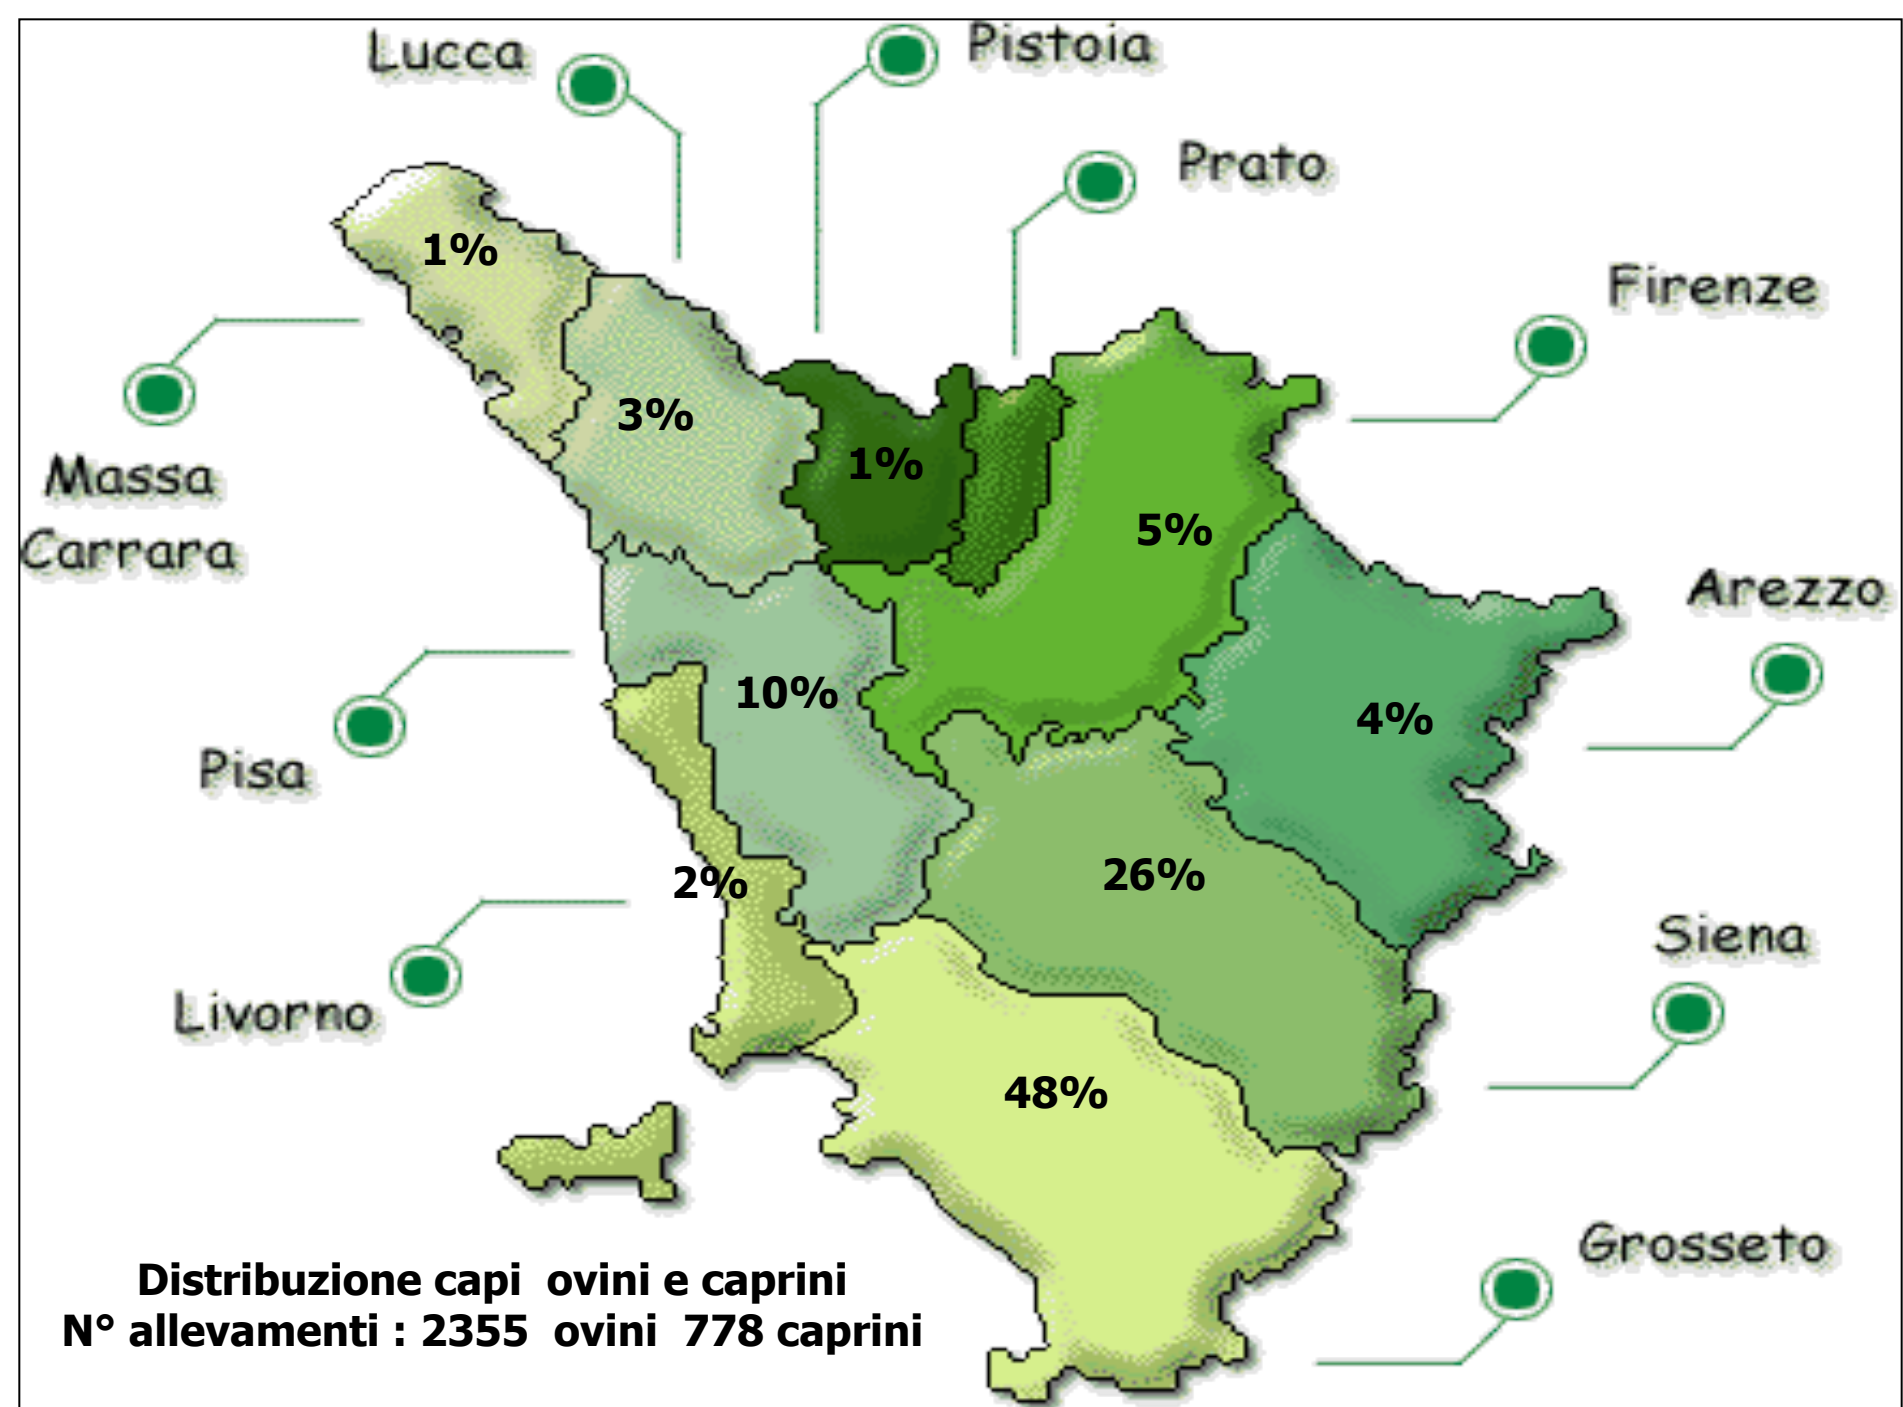 Lucca
Pistoia
Prato
Firenze
1%
3%
1%
5%
Massa
Carrara
Arezzo
10%
4%
Pisa
2%
26%
Siena
Livorno
48%
Grosseto
Distribuzione capi ovini e caprini
N° allevamenti : 2355 ovini 778 caprini